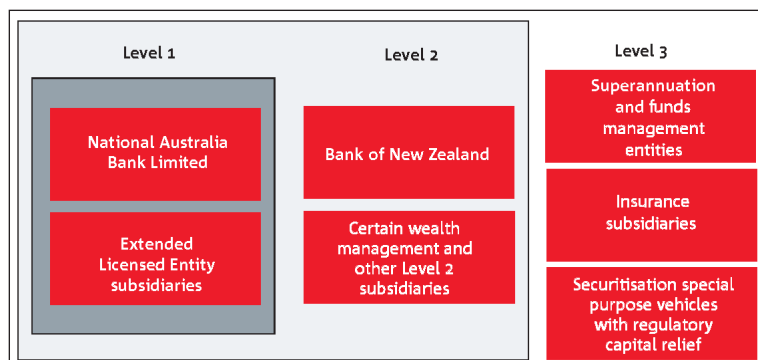 Level 1
National Australia
Bank Limited
Extended
Licensed Entity
subsidiaries
Level 2
Bank of New Zealand
Certain wealth
management and
other Level 2
subsidiaries
Level 3
Superannuation
and funds
management
entities
Insurance
subsidiaries
Securitisation special
purpose vehicles
with regulatory
capital relief